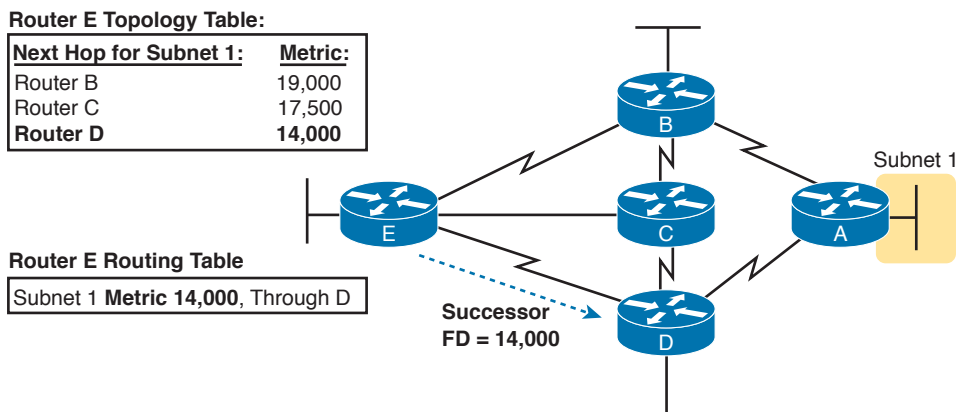 Router E Topology Table:
Next Hop for Subnet 1: Metric:
Router B 19,000
Router C 17,500
Router D 14,000
B
Subnet 1
E
C
A
Router E Routing Table
Subnet 1 Metric 14,000, Through D
Successor
FD = 14,000
D